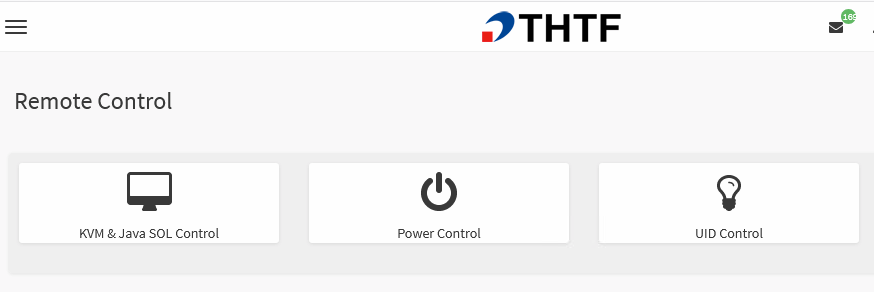 THTF
169
Remote Control
KVM & Java SOL Control
Power Control
UID Control